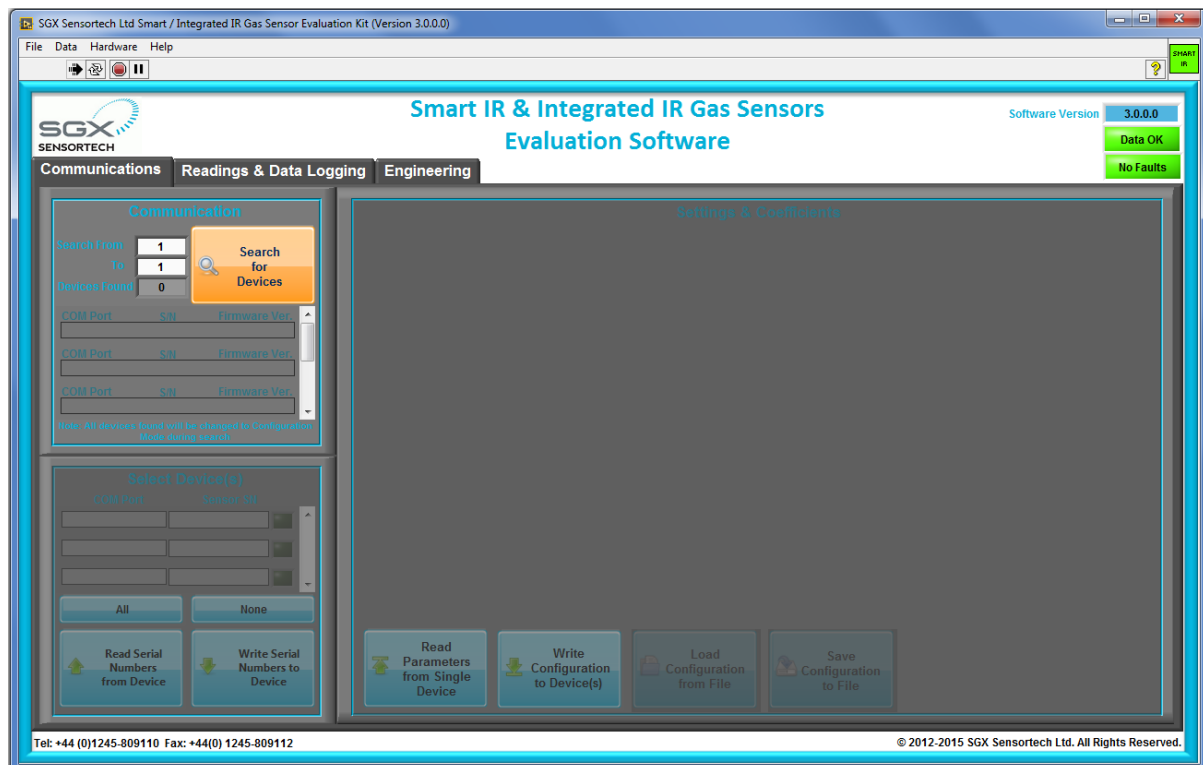 SGX Sensortech Ltd Smart / Integrated IR Gas Sensor Evaluation Kit (Version 3.0.0.0)
File Data Hardware Help
SMART
IR
SGX
SENSORTECH
Smart IR & Integrated IR Gas Sensors
Evaluation Software
Software Version 3.0.0.0
Data OK
No Faults
Communications Readings & Data Logging Engineering
Communication
Search From 1
To 1
Devices Found 0
Search
for
Devices
COM Port S/N Firmware Ver.
COM Port S/N Firmware Ver.
COM Port S/N Firmware Ver.
Note: All devices found will be changed to Configuration
Mode during search
Select Device(s)
COM Port
All None
Read Serial
Numbers
from Device
Write Serial
Numbers to
Device
Settings & Coefficients
Read
Parameters
from Single
Device
Write
Configuration
to Device(s)
Load
Configuration
from File
Save
Configuration
to File
Tel: +44 (0)1245-809110 Fax: +44(0) 1245-809112
© 2012-2015 SGX Sensortech Ltd. All Rights Reserved.